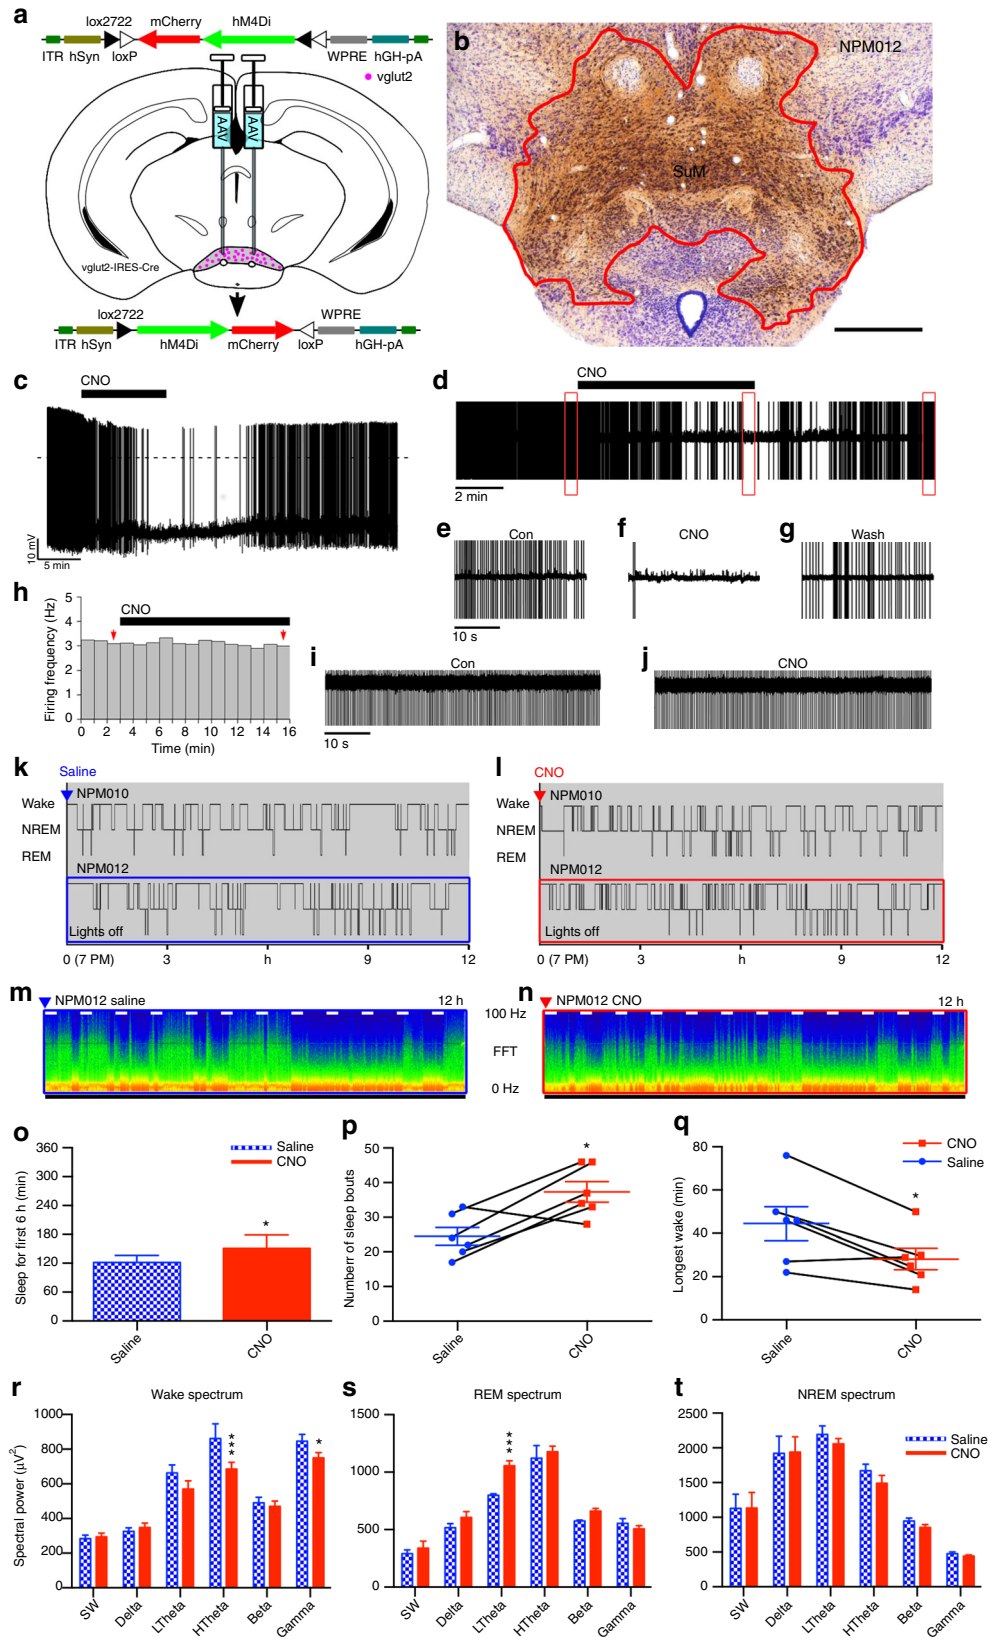 a
lox2722 mCherry hM4Di
ITR hSyn loxP WPRE hGH-pA
vglut2
AAV AAV
vglut2-IRES-Cre
lox2722 WPRE
ITR hSyn hM4Di mCherry loxP hGH-pA
b
NPM012
SuM
c
CNO
10 mV
5 min
d
CNO
2 min
e
Con
10 s
f
CNO
g
Wash
h
CNO
Firing frequency (Hz)
5
4
3
2
1
0
0 2 4 6 8 10 12 14 16
Time (min)
i
Con
10 s
j
CNO
k
Saline
NPM010
Wake
NREM
REM
NPM012
Lights off
0 (7 PM) 3 h 9 12
l
CNO
NPM010
Wake
NREM
REM
NPM012
Lights off
0 (7 PM) 3 h 9 12
m
NPM012 saline 12 h
100 Hz
FFT
0 Hz
n
NPM012 CNO 12 h
o
Saline
CNO
Sleep for first 6 h (min)
360
300
240
180
120
60
0
*
Saline CNO
p
Numberr of sleep bouts
50
40
30
20
10
0
*
Saline CNO
q
CNO
Saline
Longest wake (min)
80
60
40
20
0
*
Saline CNO
r
Wake spectrum
Spectral power (µV2)
1000
800
600
400
200
0
***
*
SW Delta LTheta HTheta Beta Gamma
s
REM spectrum
1500
1000
500
0
***
SW Delta LTheta HTheta Beta Gamma
t
NREM spectrum
Saline
CNO
2500
2000
1500
1000
500
0
SW Delta LTheta HTheta Beta Gamma